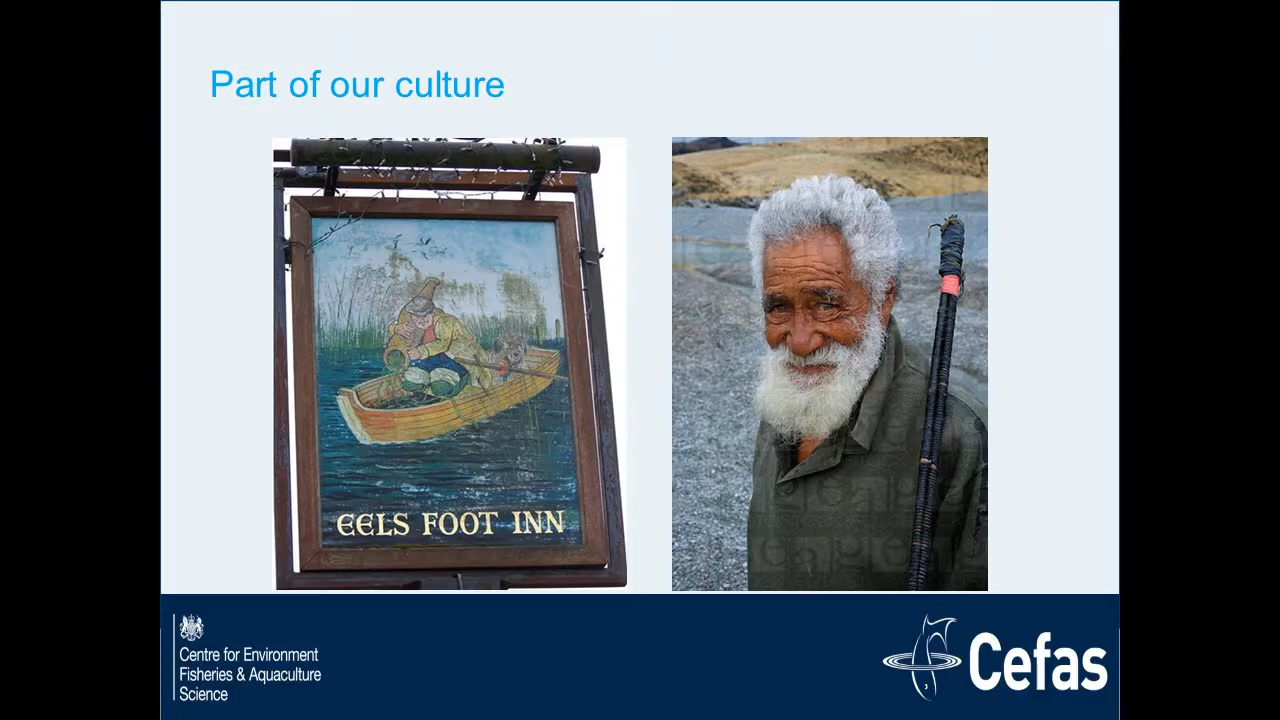 Part of our culture
EELS FOOT INN
Centre for Environment
Fisheries & Aquaculture
Science
Cefas